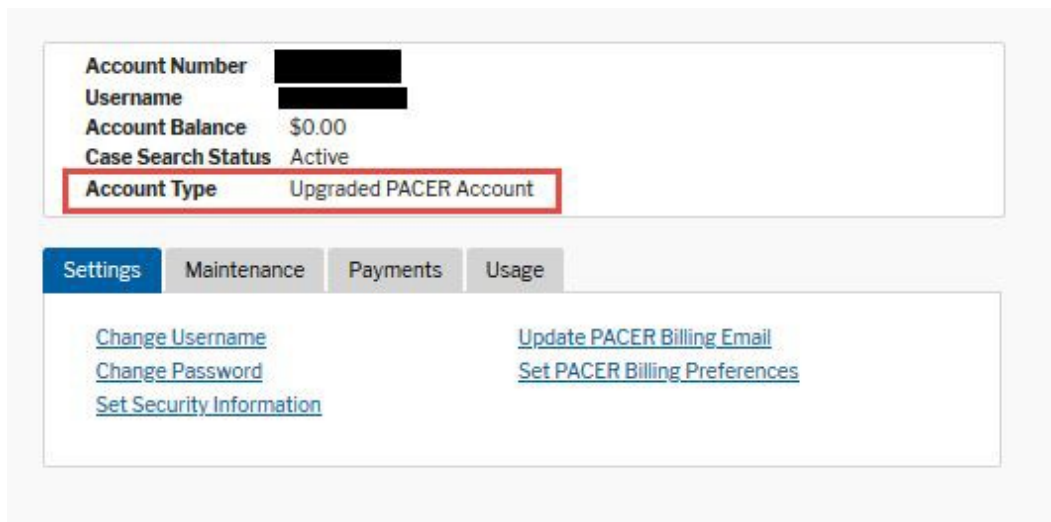 Account Number
Username
Account Balance $0.00
Case Search Status Active
Account Type Upgraded PACER Account
Settings Maintenance Payments Usage
Change Username Update PACER Billing Email
Change Password Set PACER Billing Preferences
Set Security Information